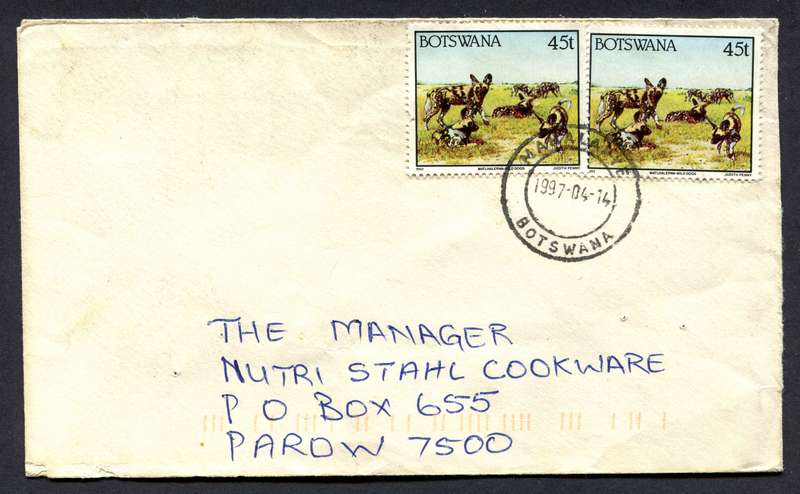 BOTSWANA 45t
BOTSWANA 45t
1997-04-14
BOTSWANA
THE MANAGER
NUTRI STAHL COOKWARE
P O BOX 655
PAROW 7500